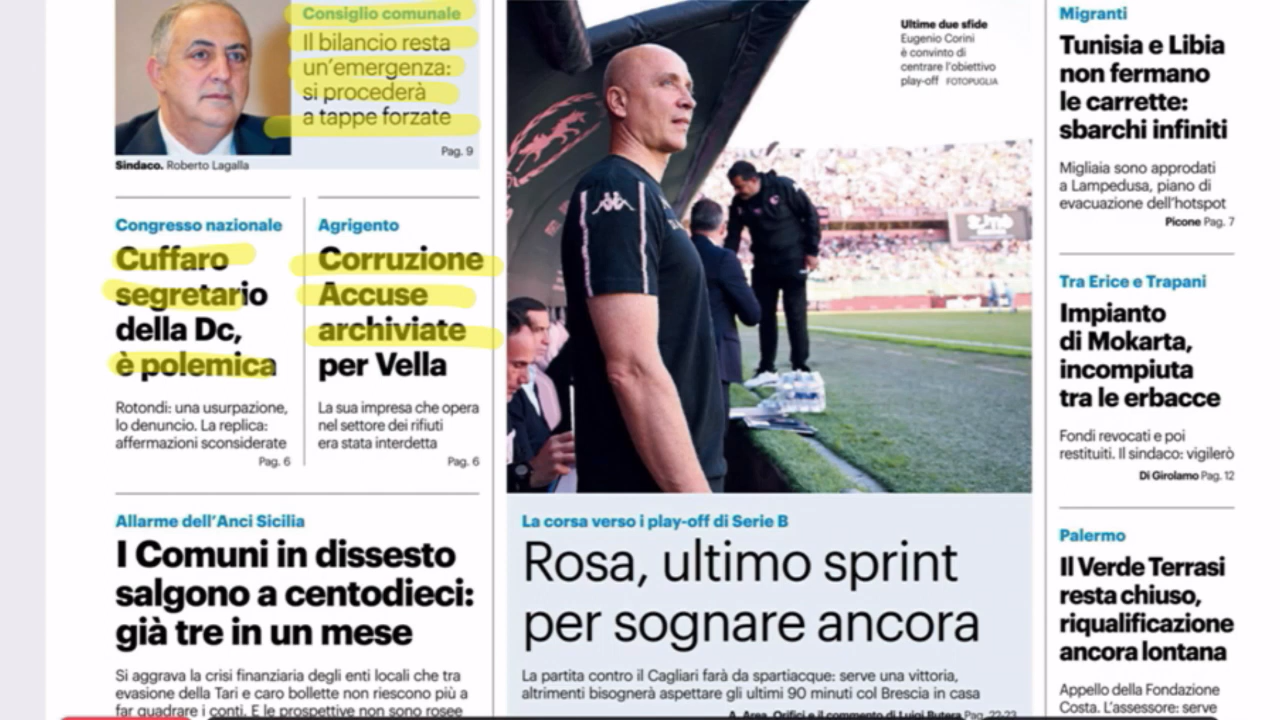 Consiglio comunale
Il bilancio resta
un'emergenza:
si procederà
a tappe forzate
Pag. 9
Sindaco. Roberto Lagalla
Congresso nazionale
Cuffaro
segretario
della Dc,
è polemica
Rotondi: una usurpazione,
lo denuncio. La replica:
affermazioni sconsiderate
Pag. 6
Agrigento
Corruzione
Accuse
archiviate
per Vella
La sua impresa che opera
nel settore dei rifiuti
era stata interdetta
Pag. 6
Allarme dell'Anci Sicilia
I Comuni in dissesto
salgono a centodieci:
già tre in un mese
Si aggrava la crisi finanziaria degli enti locali che tra
evasione della Tari e caro bollette non riescono più a
far quadrare i conti. E le prospettive non sono rosee
Ultime due sfide
Eugenio Corini
è convinto di
centrare l'obiettivo
play-off FOTOPUGLIA
La corsa verso i play-off di Serie B
Rosa, ultimo sprint
per sognare ancora
La partita contro il Cagliari farà da spartiacque: serve una vittoria,
altrimenti bisognerà aspettare gli ultimi 90 minuti col Brescia in casa
A. Area, Orifici e il commento di Luigi Butera Pag. 22-23
Migranti
Tunisia e Libia
non fermano
le carrette:
sbarchi infiniti
Migliaia sono approdati
a Lampedusa, piano di
evacuazione dell'hotspot
Picone Pag. 7
Tra Erice e Trapani
Impianto
di Mokarta,
incompiuta
tra le erbacce
Fondi revocati e poi
restituiti. Il sindaco: vigilerò
Di Girolamo Pag. 12
Palermo
Il Verde Terrasi
resta chiuso,
riqualificazione
ancora lontana
Appello della Fondazione
Costa. L'assessore: serve